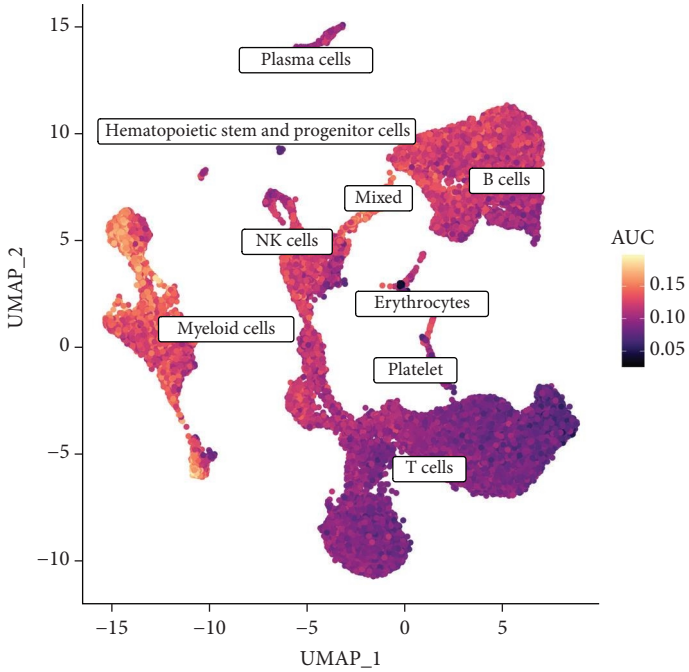 15
Plasma cells
10
Hematopoietic stem and progenitor cells
B cells
Mixed
5
NK cells
UMAP_2
AUC
0.15
0.10
0.05
Erythrocytes
Myeloid cells
0
Platelet
−5
T cells
−10
−15
−10
−5
0
5
UMAP_1